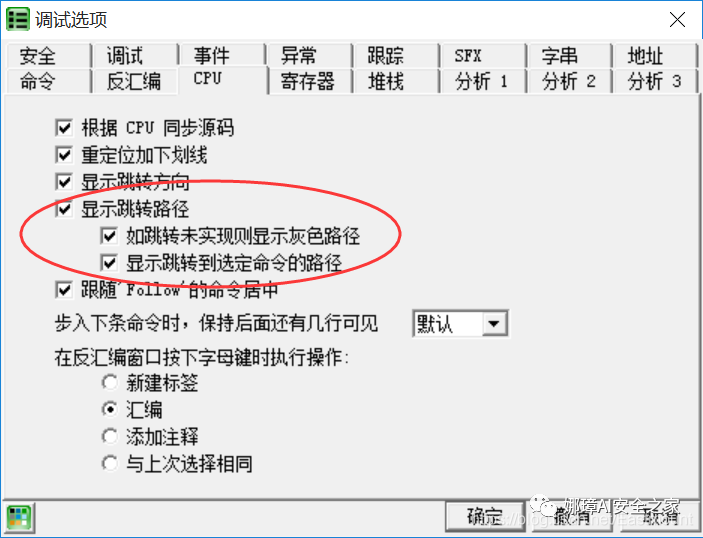 调试选项
安全 调试 事件 异常 跟踪 SFX 字串 地址
命令 反汇编 CPU 寄存器 堆栈 分析 1 分析 2 分析 3
根据 CPU 同步源码
重定位加下划线
显示跳转方向
显示跳转路径
如跳转未实现则显示灰色路径
显示跳转到选定命令的路径
跟随'Follow'的命令居中
步入下条命令时，保持后面还有几行可见 默认
在反汇编窗口按下字母键时执行操作:
新建标签
汇编
添加注释
与上次选择相同
确定 撤消 取消
娜璋AI安全之家